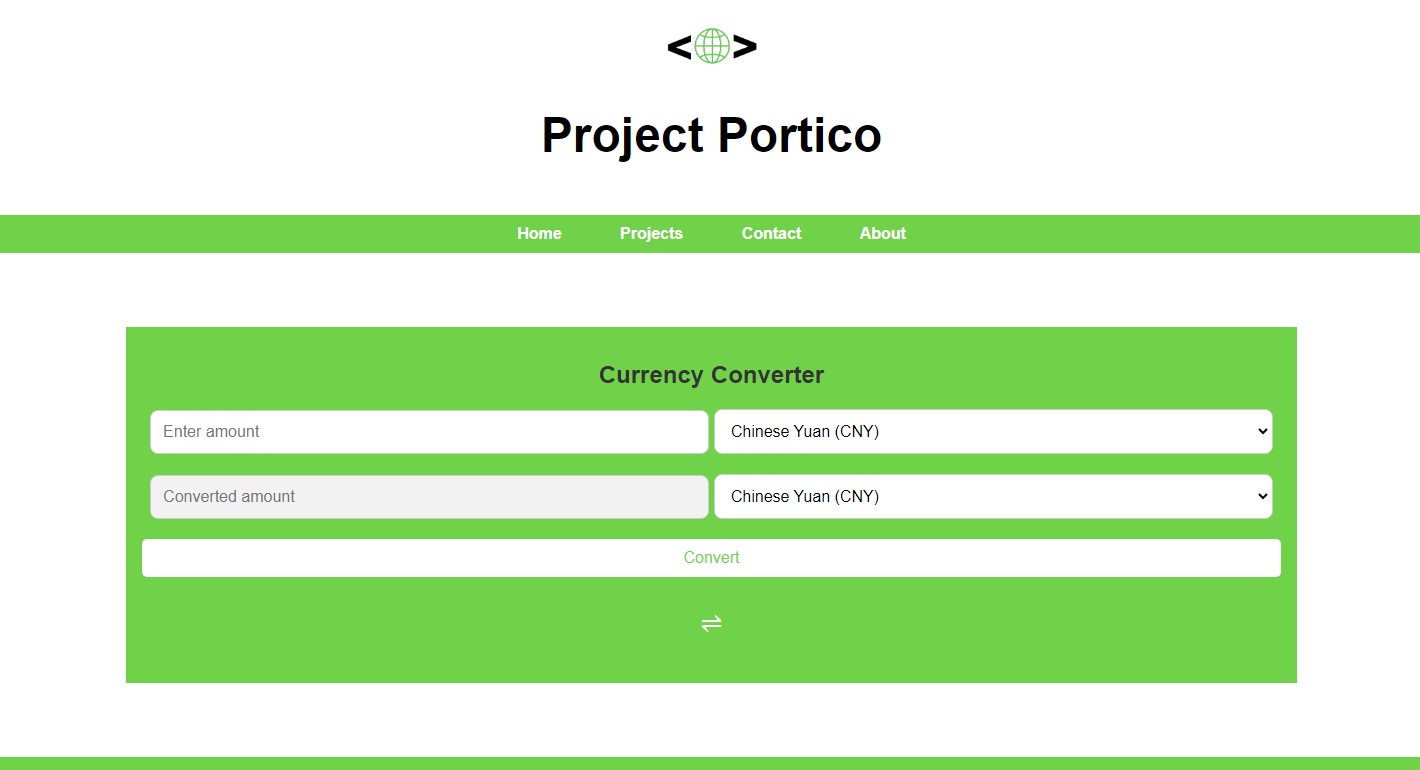 Project Portico
Home Projects Contact About
Currency Converter
Enter amount Chinese Yuan (CNY)
Converted amount Chinese Yuan (CNY)
Convert
⇌